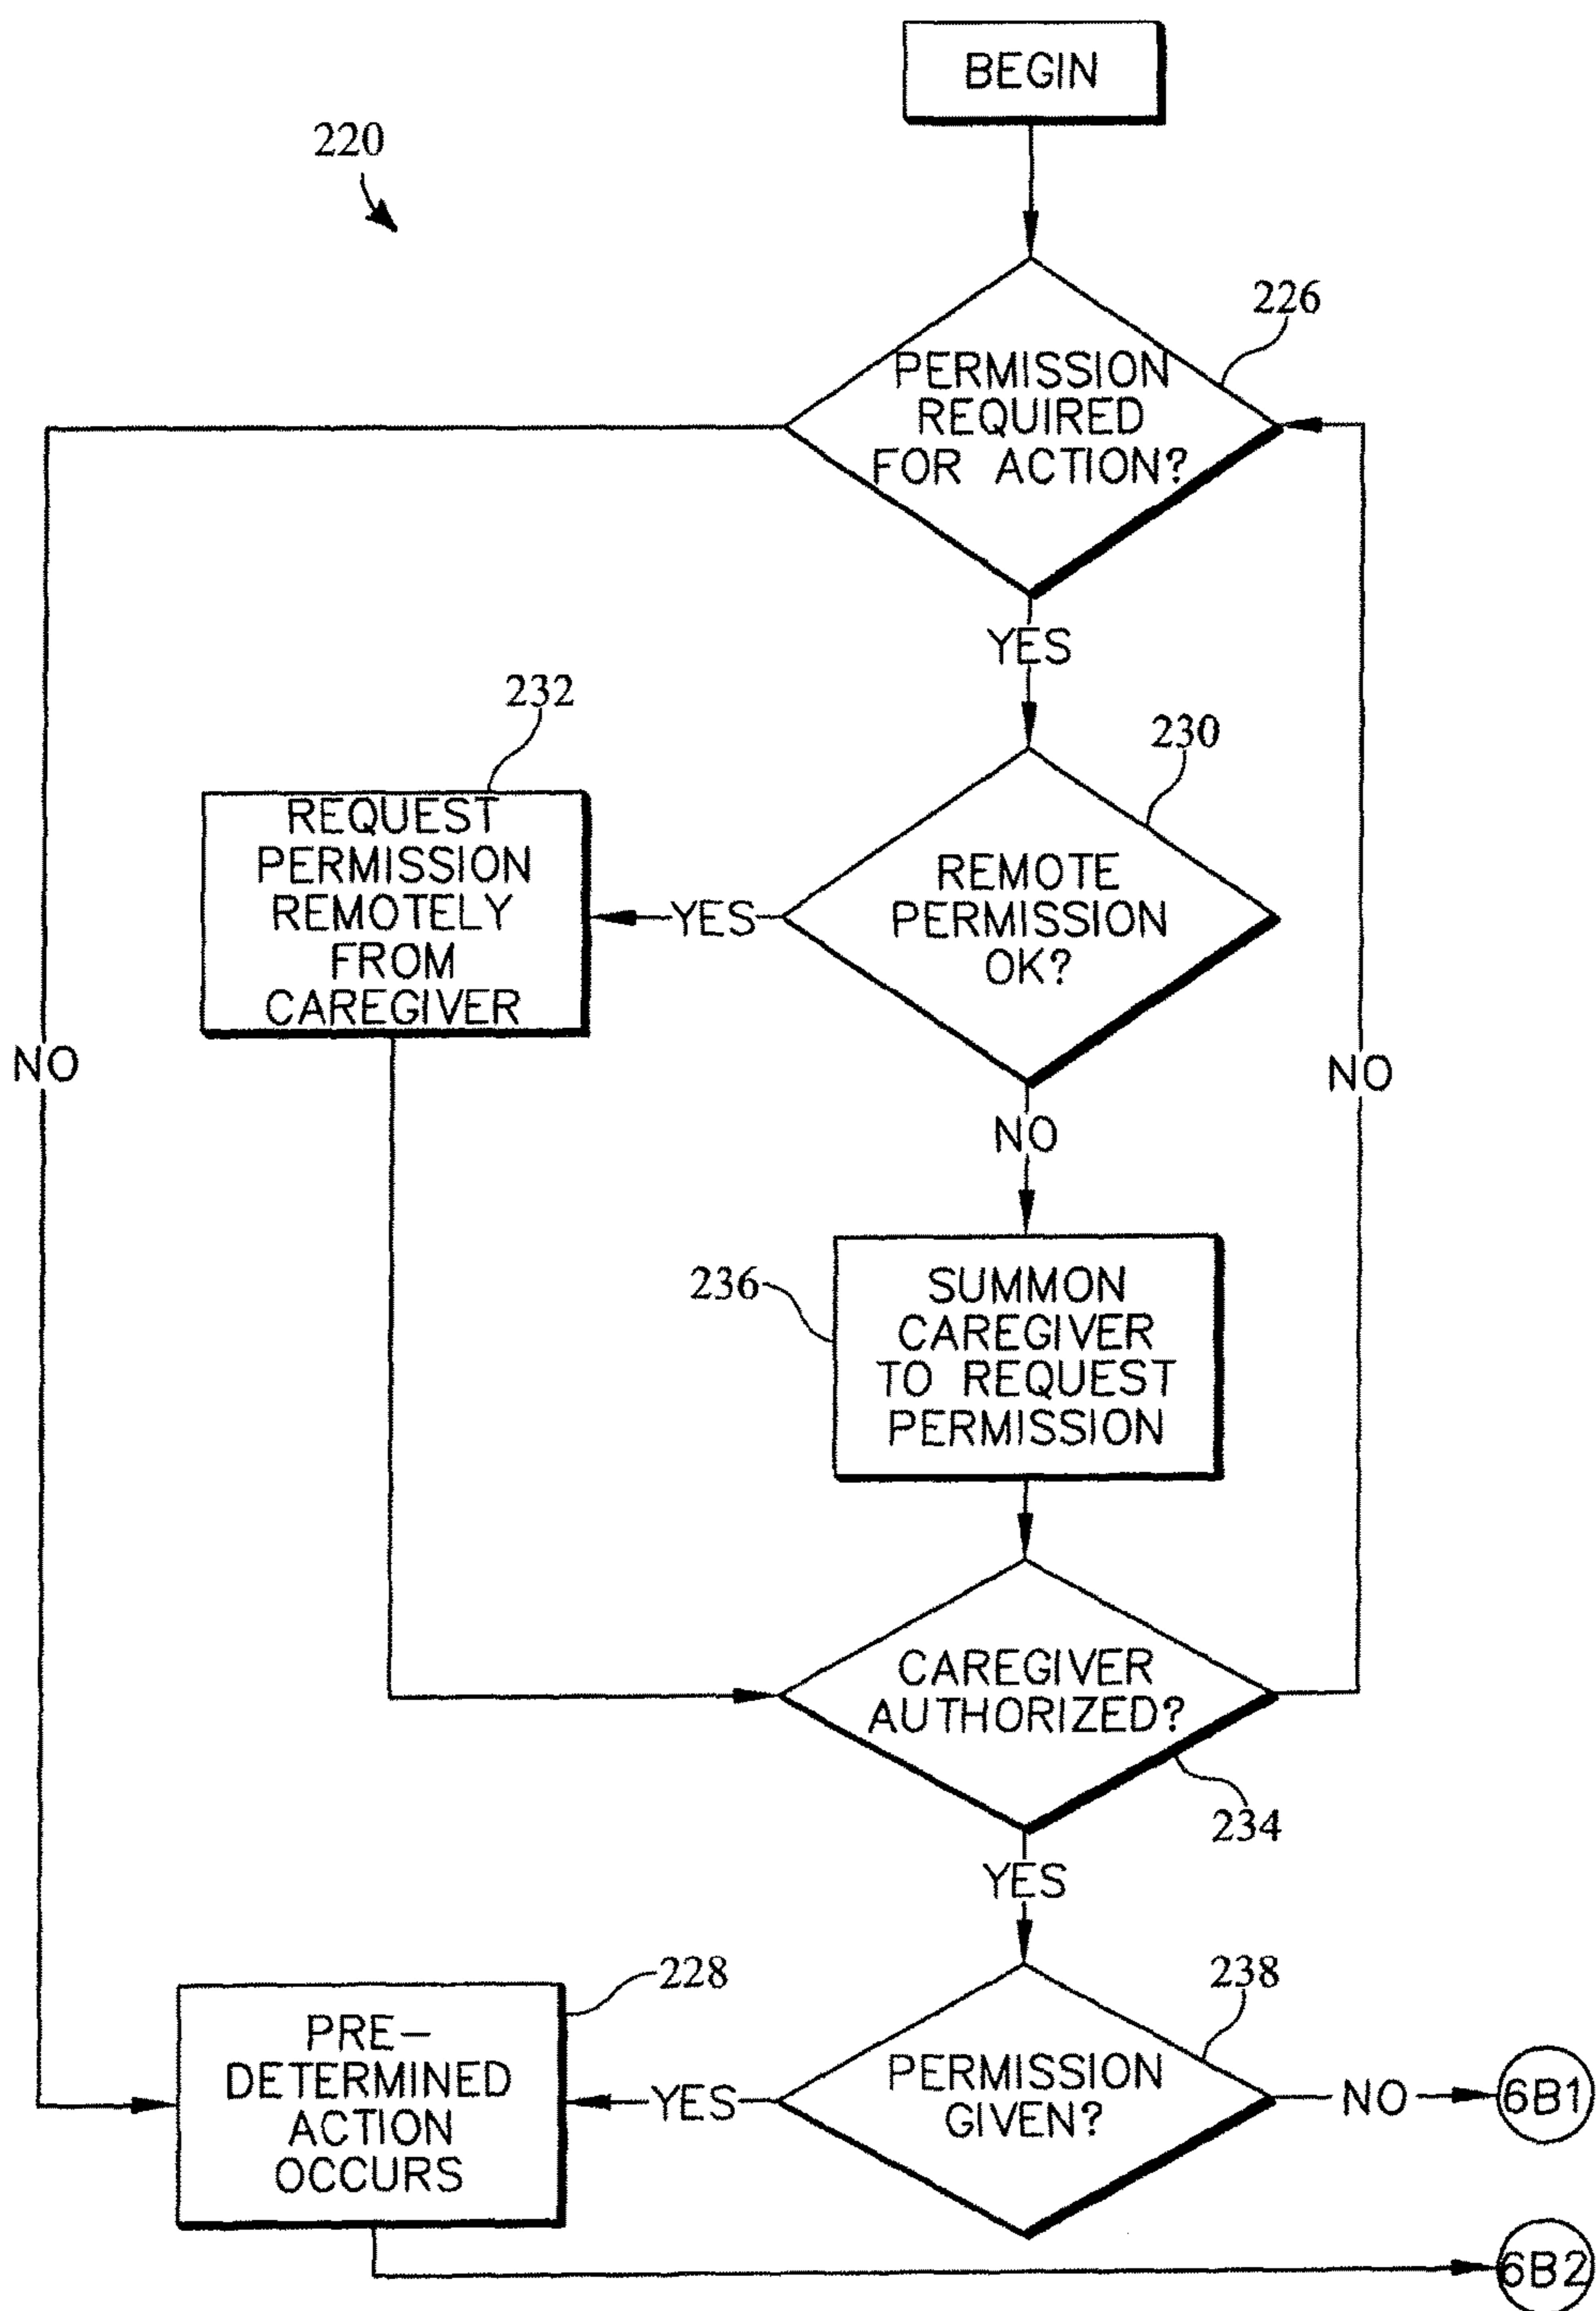 BEGIN
220
226
PERMISSION
REQUIRED
FOR ACTION?
YES
232
230
REQUEST
PERMISSION
REMOTELY
FROM
CAREGIVER
YES
REMOTE
PERMISSION
OK?
NO
NO
NO
236
SUMMON
CAREGIVER
TO REQUEST
PERMISSION
CAREGIVER
AUTHORIZED?
234
YES
228
238
PRE-
DETERMINED
ACTION
OCCURS
YES
PERMISSION
GIVEN?
NO
6B1
6B2